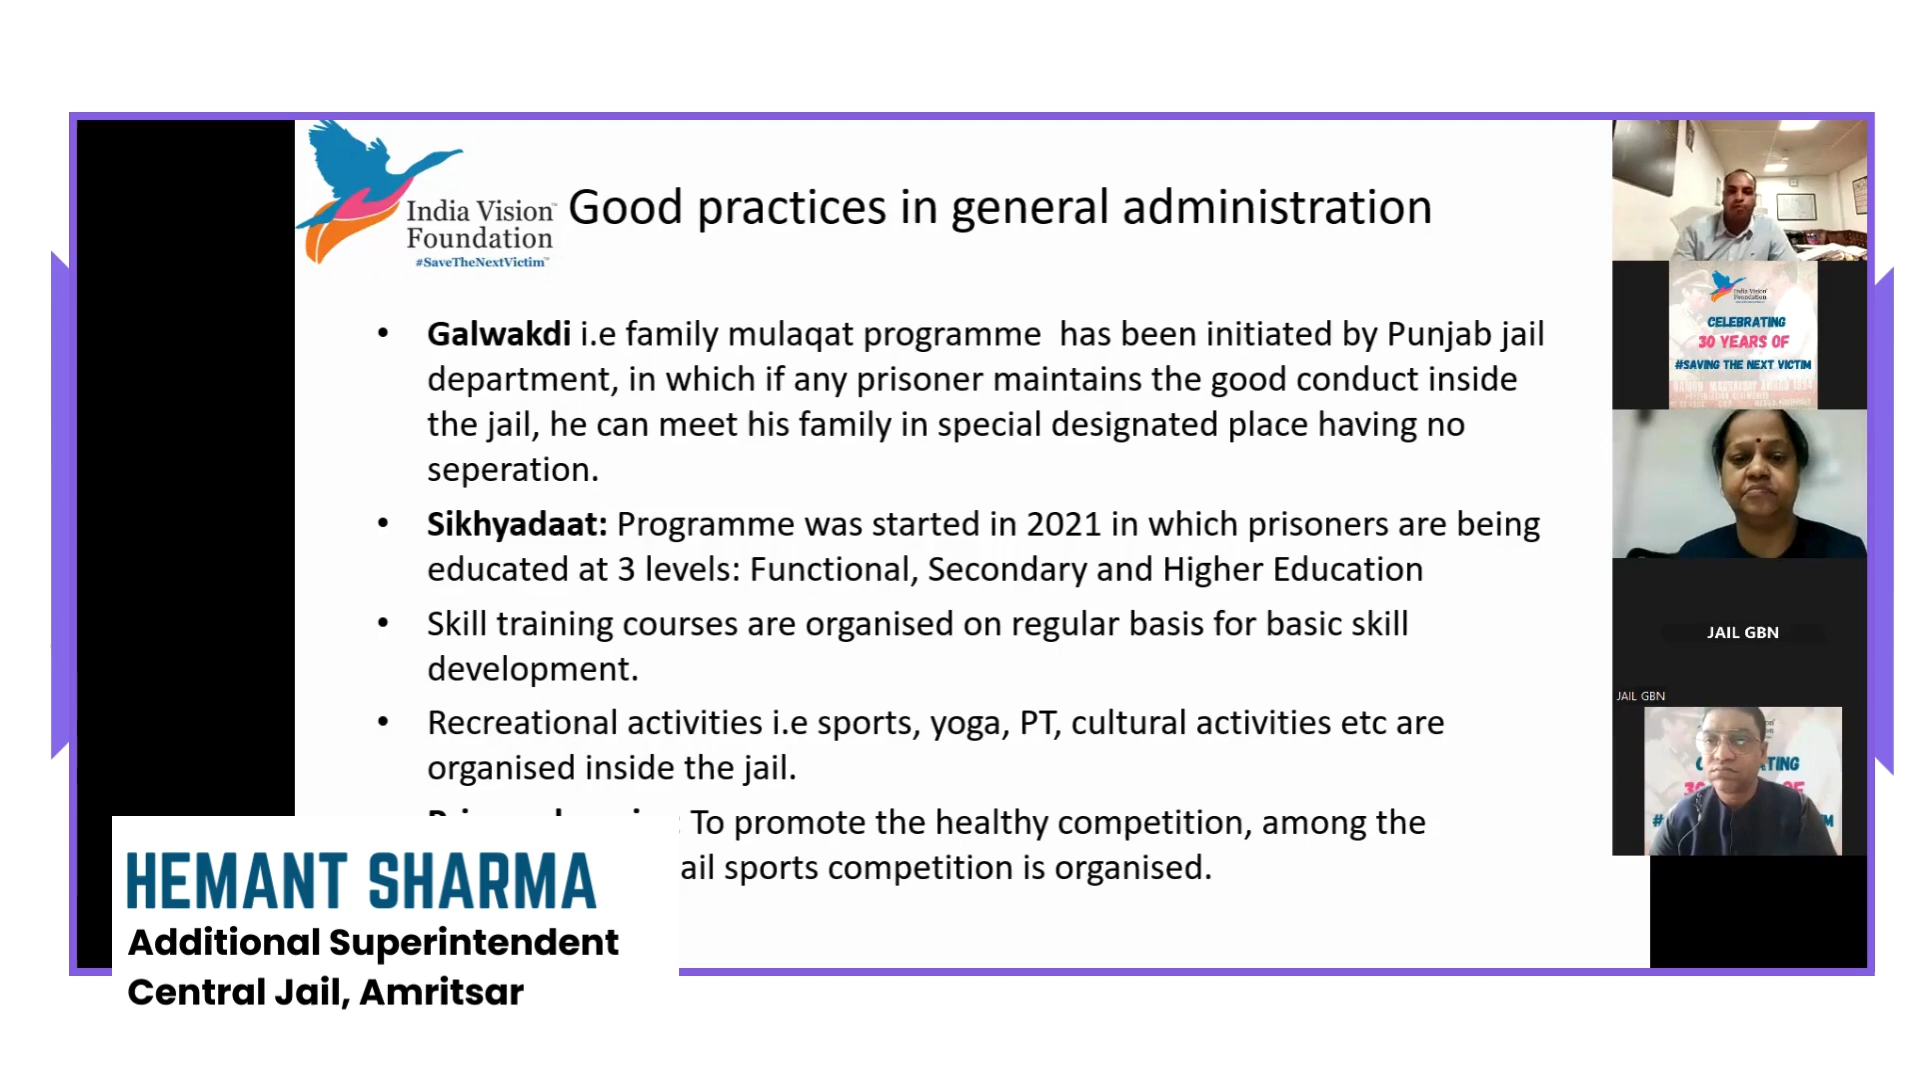 India Vision™
Foundation
#SaveTheNextVictim™
Good practices in general administration
• Galwakdi i.e family mulaqat programme has been initiated by Punjab jail
department, in which if any prisoner maintains the good conduct inside
the jail, he can meet his family in special designated place having no
seperation.
• Sikhyadaat: Programme was started in 2021 in which prisoners are being
educated at 3 levels: Functional, Secondary and Higher Education
• Skill training courses are organised on regular basis for basic skill
development.
• Recreational activities i.e sports, yoga, PT, cultural activities etc are
organised inside the jail.
: To promote the healthy competition, among the
ail sports competition is organised.
HEMANT SHARMA
Additional Superintendent
Central Jail, Amritsar
India Vision
Foundation
CELEBRATING
30 YEARS OF
#SAVING THE NEXT VICTIM
JAIL GBN
JAIL GBN
TING